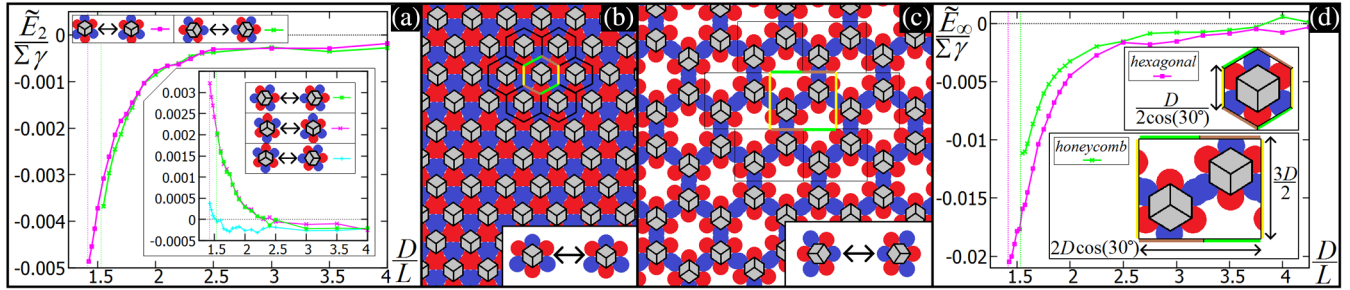 Ẽ₂
Σγ
0
-0.001
-0.002
-0.003
-0.004
-0.005
1.5
2
2.5
3
3.5
4
D
L
(a)
0.003
0.0025
0.002
0.0015
0.001
0.0005
0
-0.0005
1.5
2
2.5
3
3.5
4
(b)
(c)
(d)
Ẽ∞
Σγ
0
-0.005
-0.01
-0.015
-0.02
1.5
2
2.5
3
3.5
4
D
L
hexagonal
D
2cos(30°)
honeycomb
3D
2
2Dcos(30°)